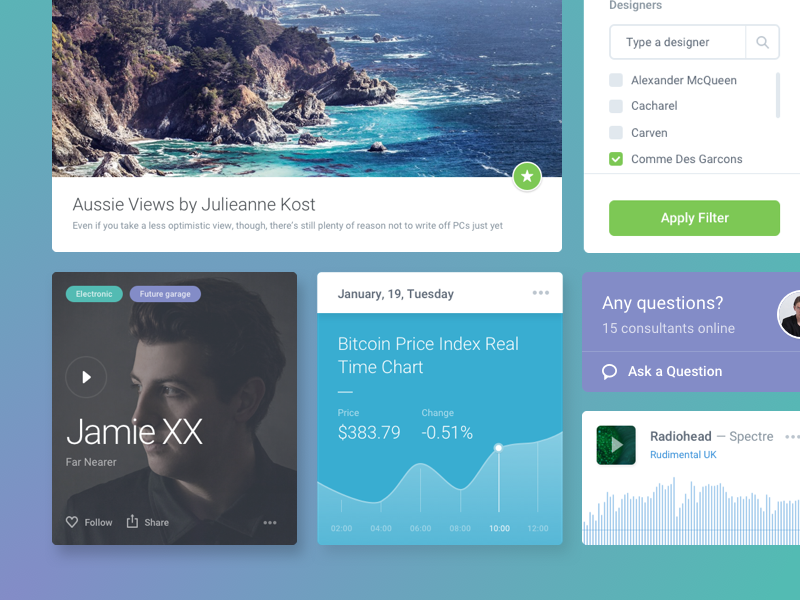 Designers
Type a designer
Alexander McQueen
Cacharel
Carven
Comme Des Garcons
Apply Filter
Aussie Views by Julieanne Kost
Even if you take a less optimistic view, though, there's still plenty of reason not to write off PCs just yet
Electronic
Future garage
Jamie XX
Far Nearer
Follow
Share
January, 19, Tuesday
Bitcoin Price Index Real
Time Chart
Price
Change
$383.79
-0.51%
02:00
04:00
06:00
08:00
10:00
12:00
Any questions?
15 consultants online
Ask a Question
Radiohead — Spectre
Rudimental UK